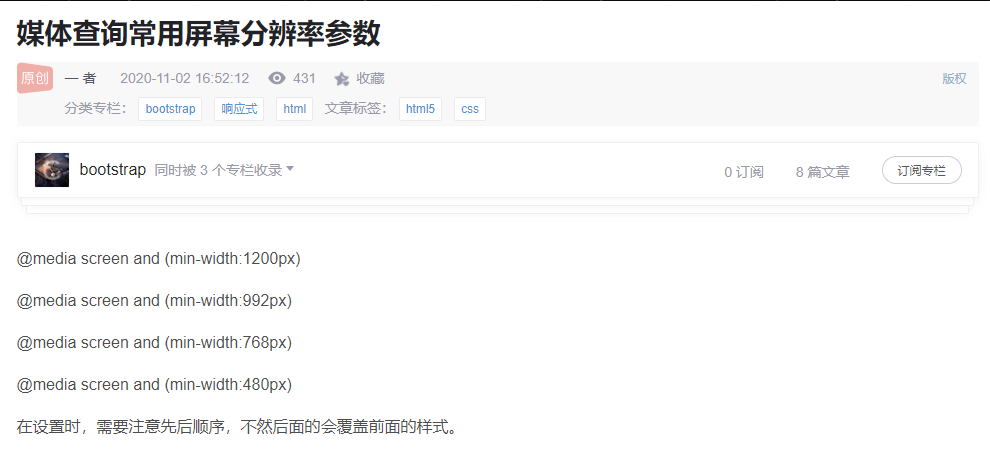 媒体查询常用屏幕分辨率参数
原创 一 者 2020-11-02 16:52:12 431 收藏 版权
分类专栏： bootstrap 响应式 html 文章标签： html5 css
bootstrap 同时被 3 个专栏收录 0 订阅 8 篇文章 订阅专栏
@media screen and (min-width:1200px)
@media screen and (min-width:992px)
@media screen and (min-width:768px)
@media screen and (min-width:480px)
在设置时，需要注意先后顺序，不然后面的会覆盖前面的样式。